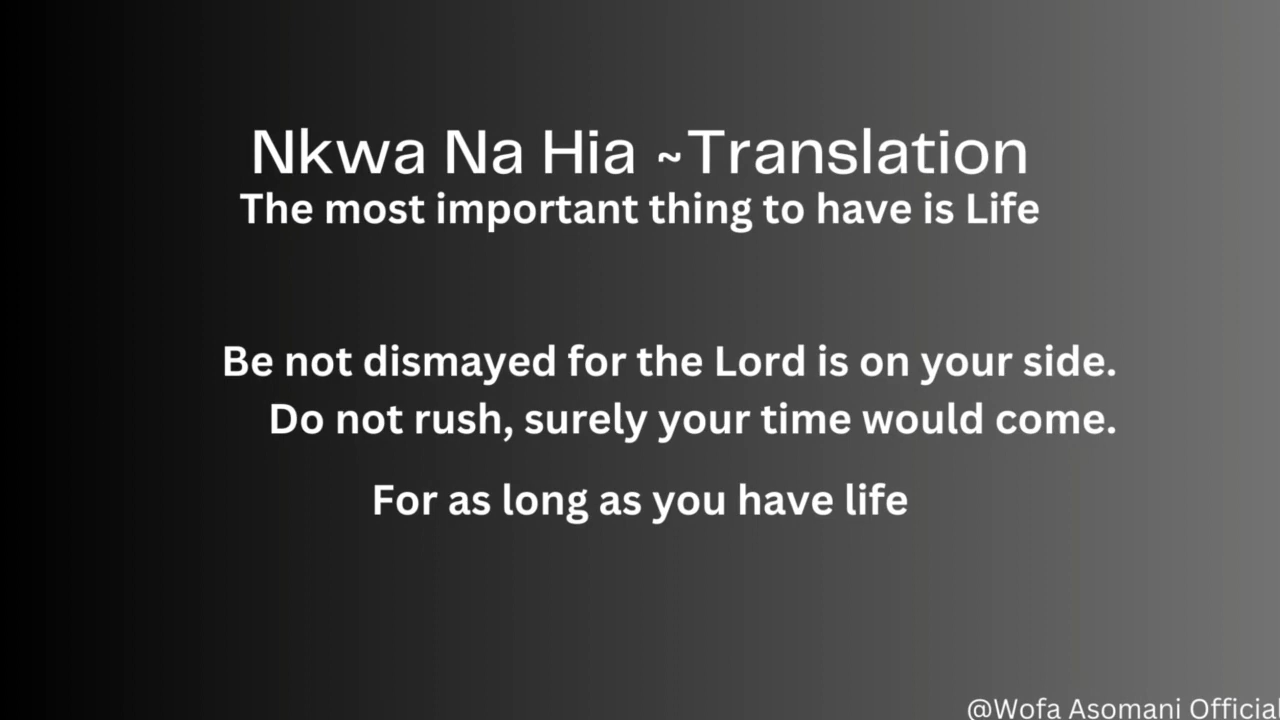 Nkwa Na Hia ~Translation
The most important thing to have is Life
Be not dismayed for the Lord is on your side.
Do not rush, surely your time would come.
For as long as you have life
@Wofa Asomani Official